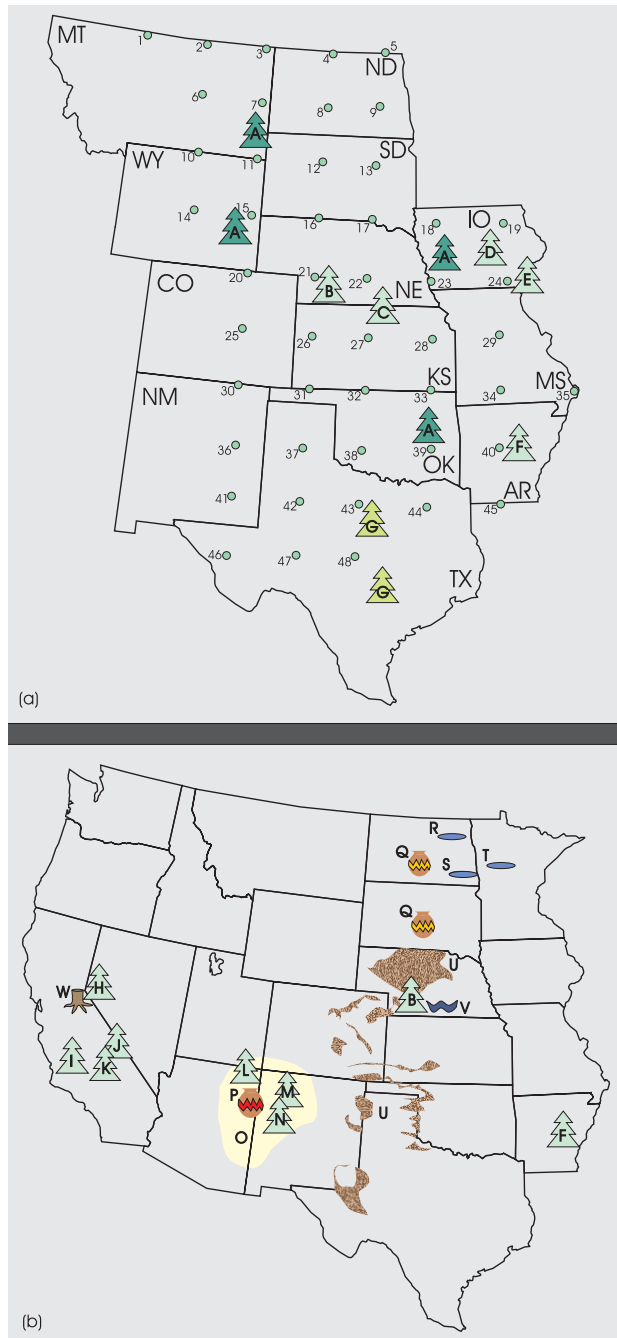 MT
1
2
3
4
5
ND
6
7
8
9
A
SD
WY
10
11
12
13
14
15
A
16
17
18
IO
19
A
D
CO
20
21
B
22
NE
23
24
E
C
25
26
27
28
29
NM
30
31
32
33
KS
34
MS
35
36
37
38
39
A
OK
40
F
AR
41
42
43
44
45
G
46
47
48
G
TX
(a)
R
Q
S
T
Q
U
W
H
B
V
I
J
K
L
P
M
N
O
U
F
(b)